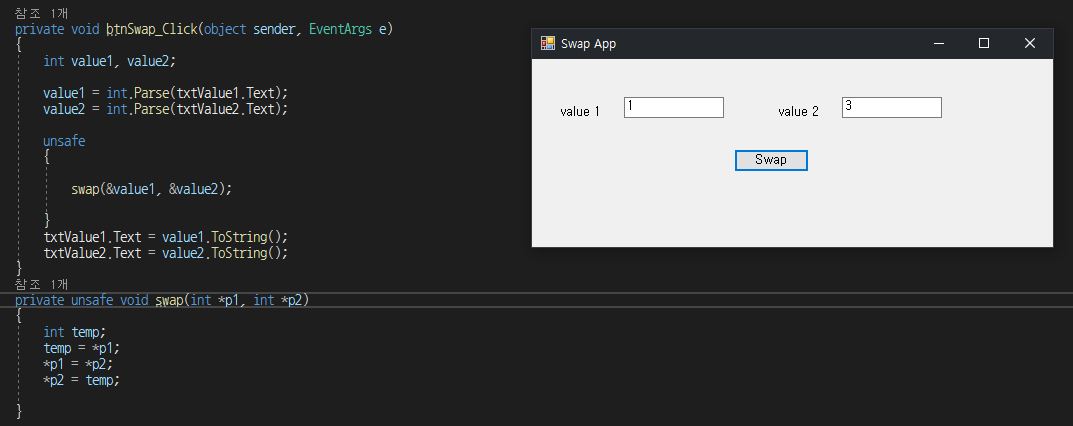 참조 1개
private void btnSwap_Click(object sender, EventArgs e)
{
int value1, value2;
value1 = int.Parse(txtValue1.Text);
value2 = int.Parse(txtValue2.Text);
unsafe
{
swap(&value1, &value2);
}
txtValue1.Text = value1.ToString();
txtValue2.Text = value2.ToString();
}
참조 1개
private unsafe void swap(int *p1, int *p2)
{
int temp;
temp = *p1;
*p1 = *p2;
*p2 = temp;
}
Swap App
value 1 1 value 2 3
Swap